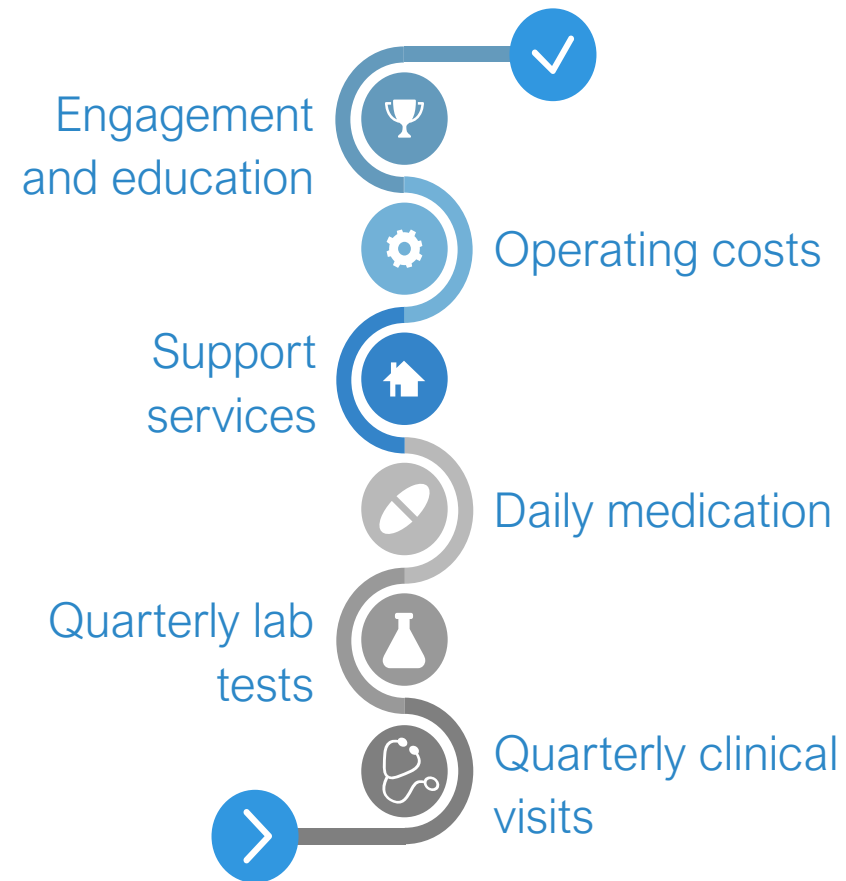 Engagement
and education
Operating costs
Support
services
Daily medication
Quarterly lab
tests
Quarterly clinical
visits